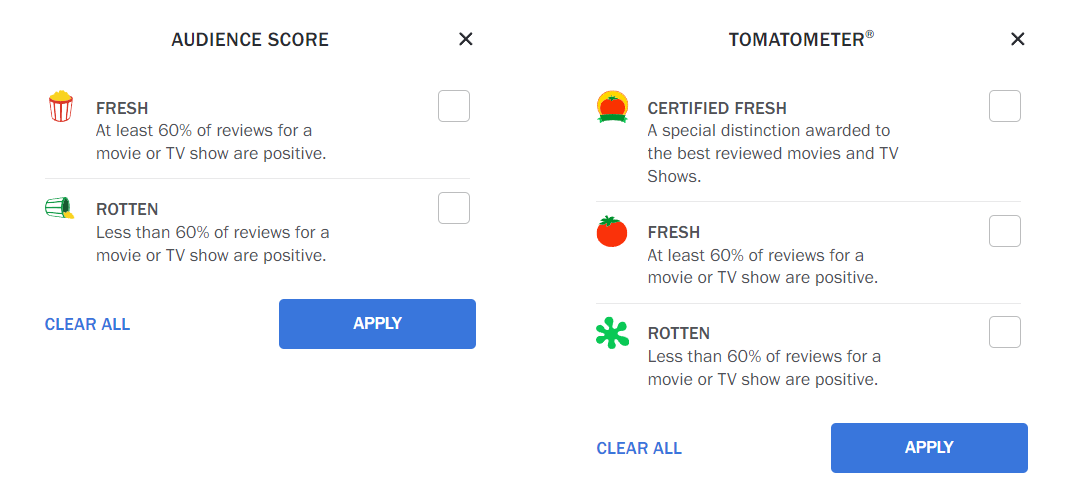 AUDIENCE SCORE
FRESH
At least 60% of reviews for a
movie or TV show are positive.
ROTTEN
Less than 60% of reviews for a
movie or TV show are positive.
CLEAR ALL
APPLY
TOMATOMETER®
CERTIFIED FRESH
A special distinction awarded to
the best reviewed movies and TV
Shows.
FRESH
At least 60% of reviews for a
movie or TV show are positive.
ROTTEN
Less than 60% of reviews for a
movie or TV show are positive.
CLEAR ALL
APPLY